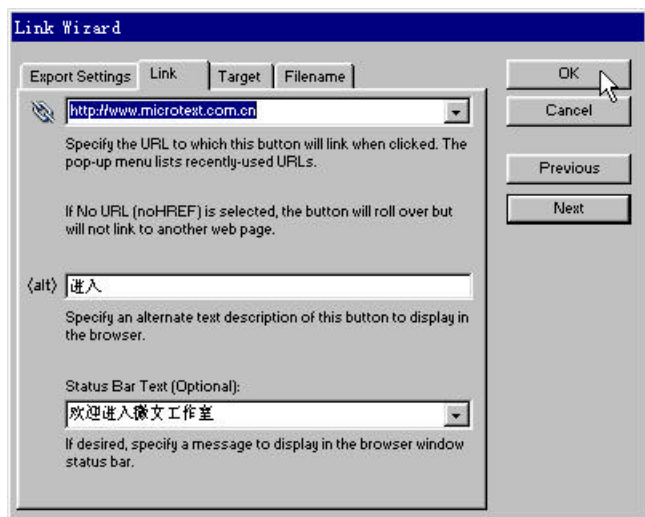 Link Wizard
Export Settings Link Target Filename
OK
Cancel
Previous
Next
http://www.microtext.com.cn
Specify the URL to which this button will link when clicked. The
pop-up menu lists recently-used URLs.
If No URL (noHREF) is selected, the button will roll over but
will not link to another web page.
<alt> 进入
Specify an alternate text description of this button to display in
the browser.
Status Bar Text (Optional):
欢迎进入微文工作室
If desired, specify a message to display in the browser window
status bar.